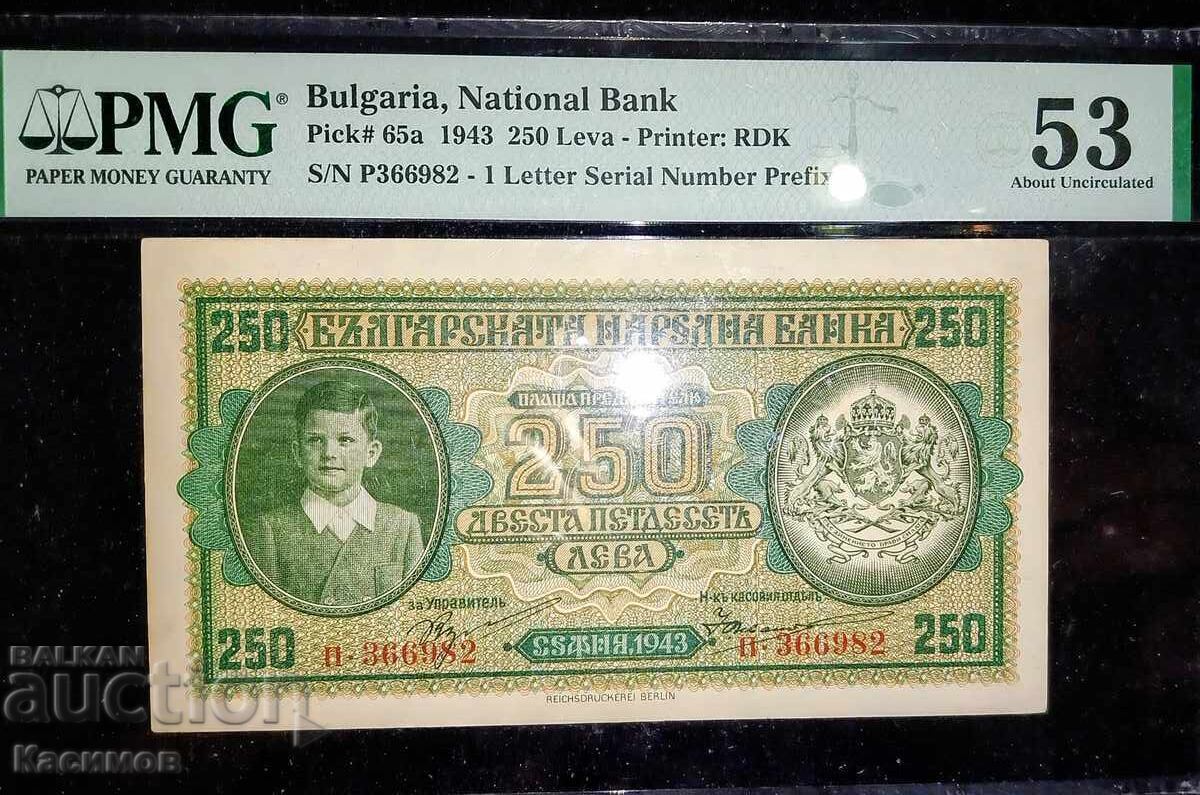 PMG®
PAPER MONEY GUARANTY
Bulgaria, National Bank
Pick# 65a 1943 250 Leva - Printer: RDK
S/N P366982 - 1 Letter Serial Number Prefix
53
About Uncirculated
250 БЪЛГАРСКАТА НАРОДНА БАНКА 250
ПЛАЩА
250
ДВЕСТА ПЕТДЕСЕТЬ
ЛЕВА
за Управитель
Н-къ касовия отдѣлъ
250 П·366982 СОФИЯ 1943 П·366982 250
REICHSDRUCKEREI BERLIN
BALKAN
auction
Касимов